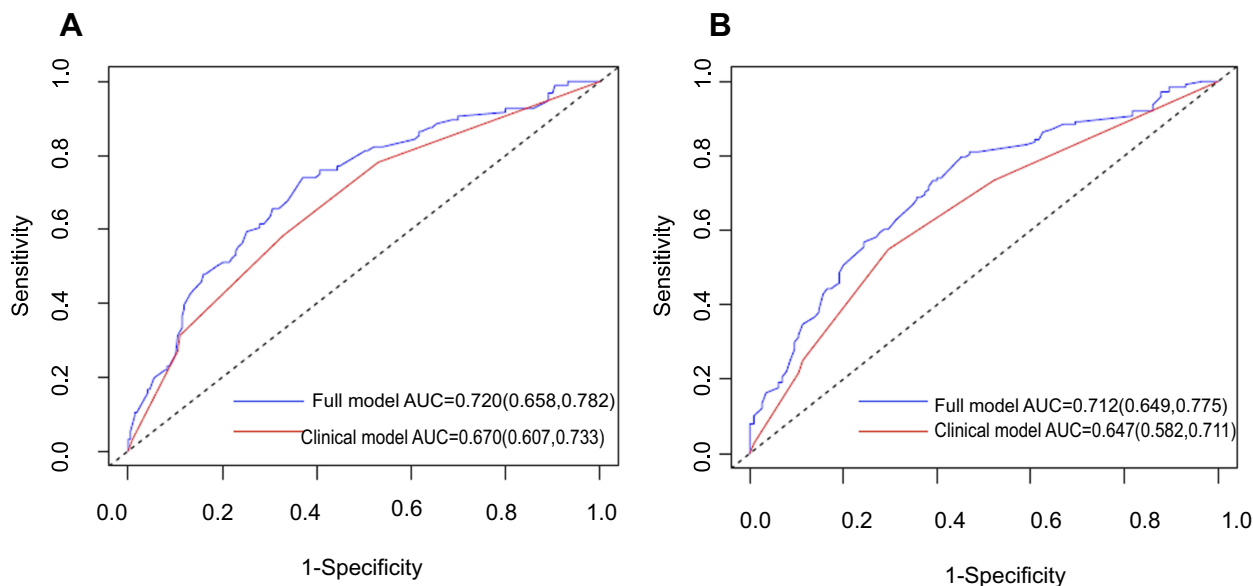 A
B
Sensitivity
1.0
0.8
0.6
0.4
0.2
0.0
Full model AUC=0.720(0.658,0.782)
Clinical model AUC=0.670(0.607,0.733)
0.0 0.2 0.4 0.6 0.8 1.0
1-Specificity
Sensitivity
1.0
0.8
0.6
0.4
0.2
0.0
Full model AUC=0.712(0.649,0.775)
Clinical model AUC=0.647(0.582,0.711)
0.0 0.2 0.4 0.6 0.8 1.0
1-Specificity